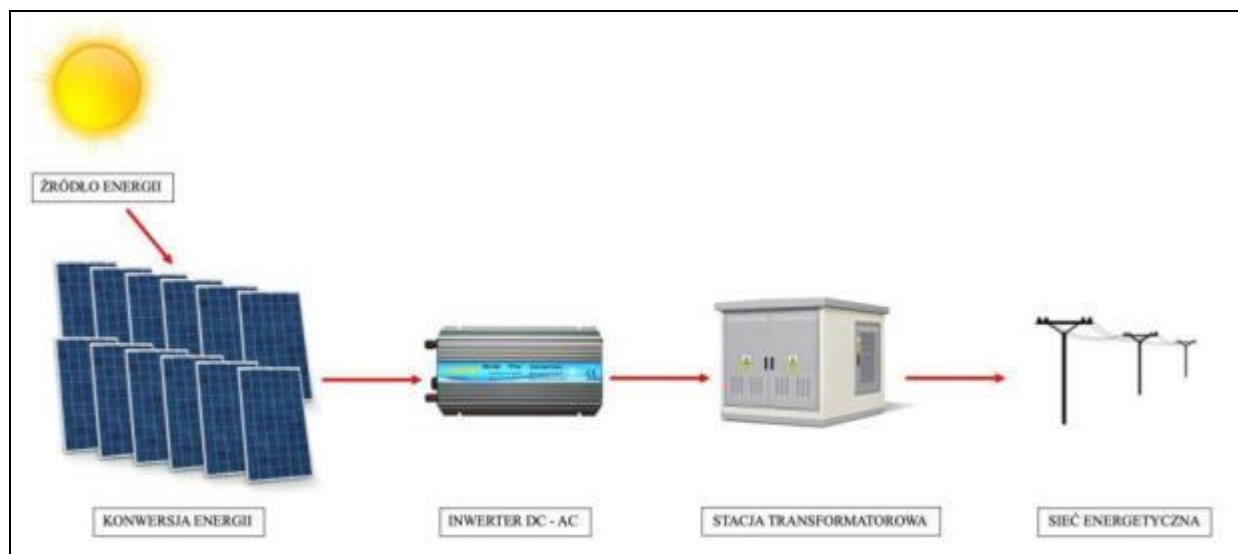 ŹRÓDŁO ENERGII
KONWERSJA ENERGII
INWERTER DC - AC
STACJA TRANSFORMATOROWA
SIEĆ ENERGETYCZNA